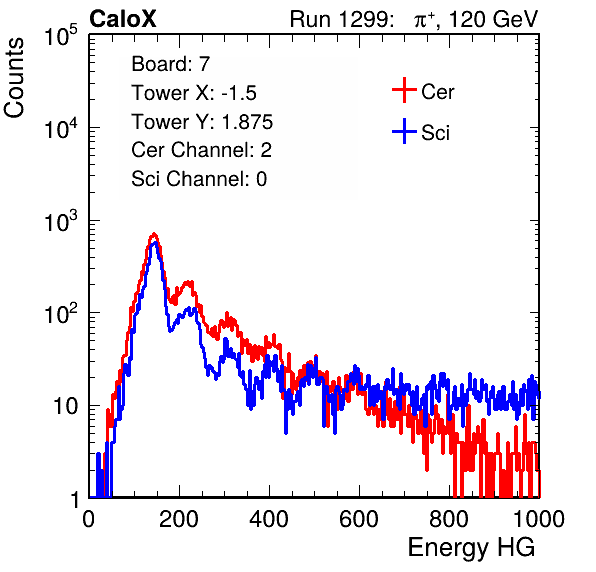 CaloX Run 1299: π⁺, 120 GeV
Counts
10⁵
10⁴
10³
10²
10
1
Board: 7
Tower X: -1.5
Tower Y: 1.875
Cer Channel: 2
Sci Channel: 0
Cer
Sci
0 200 400 600 800 1000
Energy HG